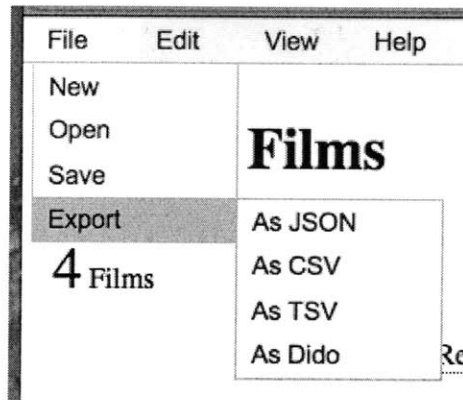 File Edit View Help
New
Open
Films
Save
Export
As JSON
4 Films
As CSV
As TSV
As Dido